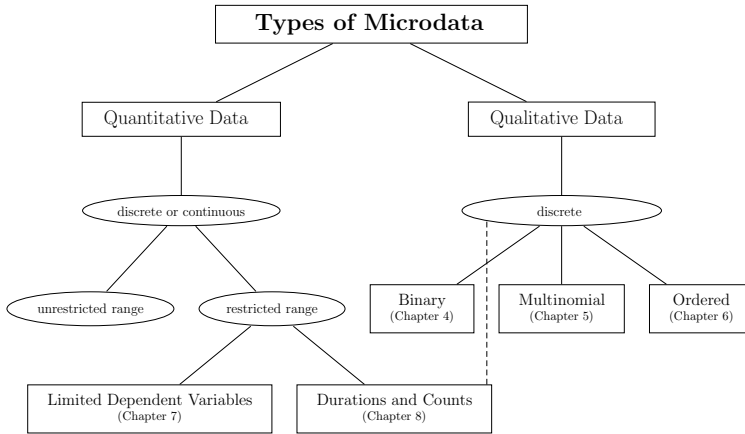 Types of Microdata
Quantitative Data
Qualitative Data
discrete or continuous
discrete
unrestricted range
restricted range
Binary
(Chapter 4)
Multinomial
(Chapter 5)
Ordered
(Chapter 6)
Limited Dependent Variables
(Chapter 7)
Durations and Counts
(Chapter 8)